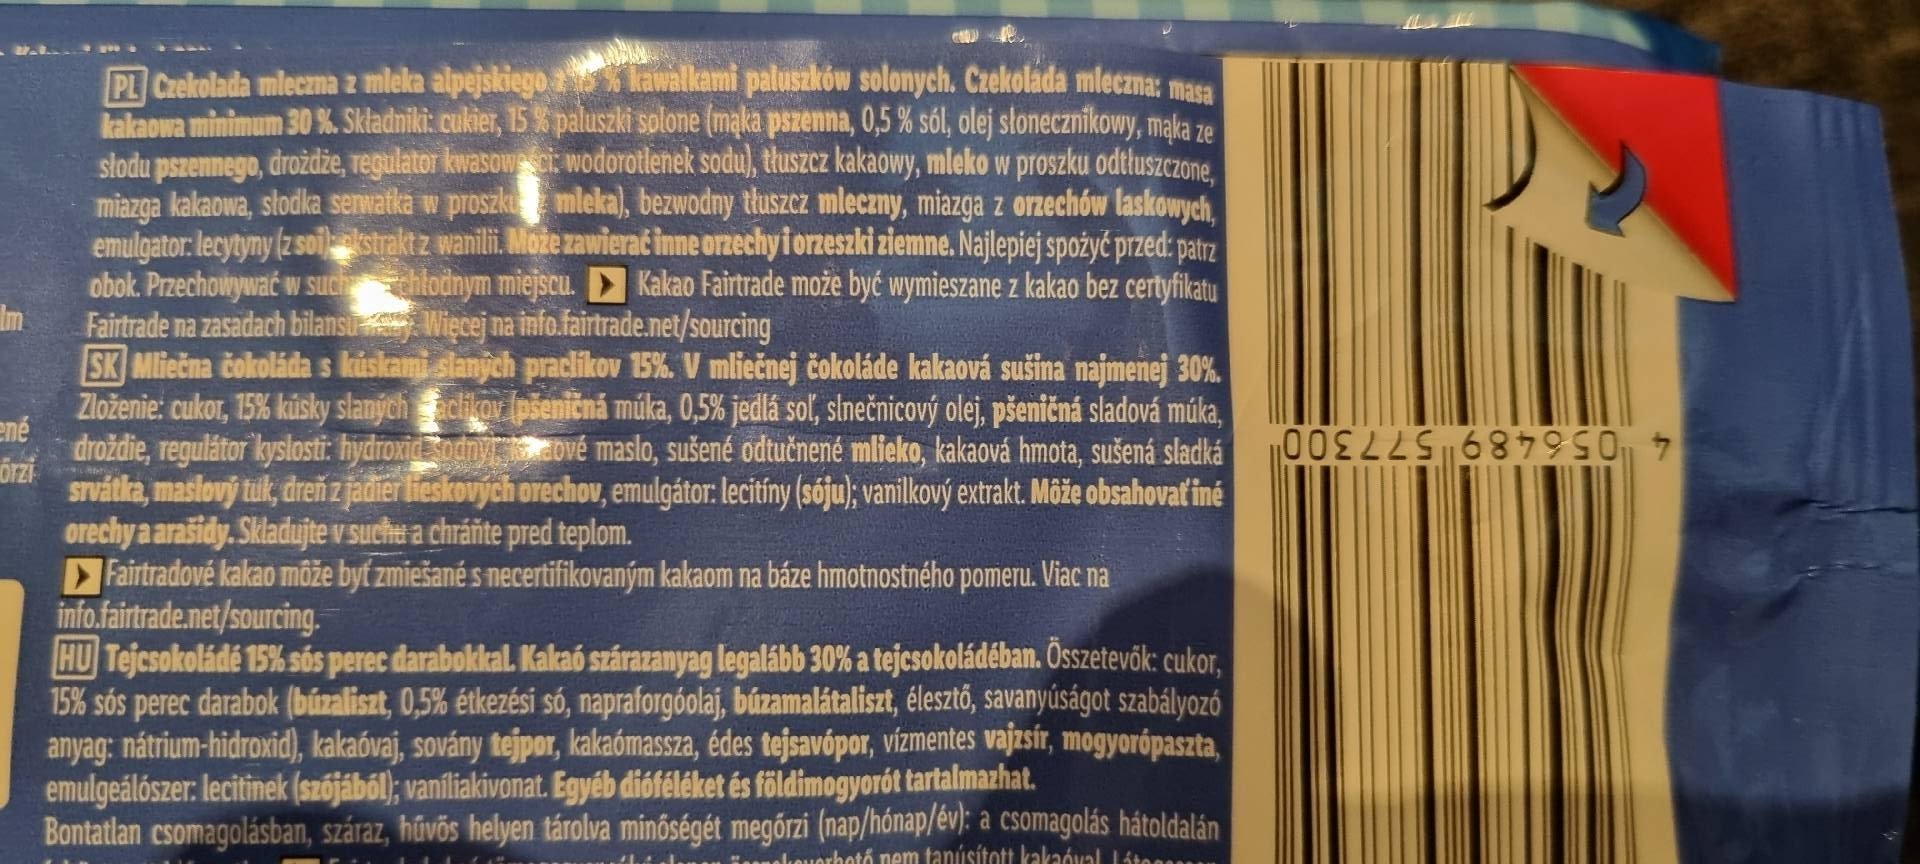 PL Czekolada mleczna z mleka alpejskiego z 15 % kawałkami paluszków solonych. Czekolada mleczna: masa
kakaowa minimum 30 %. Składniki: cukier, 15 % paluszki solone (mąka pszenna, 0,5 % sól, olej słonecznikowy, mąka ze
słodu pszennego, drożdże, regulator kwasowości: wodorotlenek sodu), tłuszcz kakaowy, mleko w proszku odtłuszczone,
miazga kakaowa, słodka serwatka w proszku mleka), bezwodny tłuszcz mleczny, miazga z orzechów laskowych,
emulgator: lecytyny (z soi); ekstrakt z wanilii. Może zawierać inne orzechy i orzeszki ziemne. Najlepiej spożyć przed: patrz
obok. Przechowywać w chłodnym miejscu. Kakao Fairtrade może być wymieszane z kakao bez certyfikatu
Fairtrade na zasadach bilansu Więcej na info.fairtrade.net/sourcing
SK Mliečna čokoláda s kúskami slaných praclíkov 15%. V mliečnej čokoláde kakaová sušina najmenej 30%.
Zloženie: cukor, 15% kúsky slaných praclíkov (pšeničná múka, 0,5% jedlá soľ, slnečnicový olej, pšeničná sladová múka,
droždie, regulátor kyslosti: hydroxid sodný), kakaové maslo, sušené odtučnené mlieko, kakaová hmota, sušená sladká
srvátka, maslový tuk, dreň z jadier lieskových orechov, emulgátor: lecitíny (sóju); vanilkový extrakt. Môže obsahovať iné
orechy a arašidy. Skladujte v suchu a chráňte pred teplom.
Fairtradové kakao môže byť zmiešané s necertifikovaným kakaom na báze hmotnostného pomeru. Viac na
info.fairtrade.net/sourcing.
HU Tejcsokoládé 15% sós perec darabokkal. Kakaó szárazanyag legalább 30% a tejcsokoládéban. Összetevők: cukor,
15% sós perec darabok (búzaliszt, 0,5% étkezési só, napraforgóolaj, búzamalátaliszt, élesztő, savanyúságot szabályozó
anyag: nátrium-hidroxid), kakaóvaj, sovány tejpor, kakaómassza, édes tejsavópor, vízmentes vajzsír, mogyorópaszta,
emulgeálószer: lecitinek (szójából); vaníliakivonat. Egyéb dióféléket és földimogyorót tartalmazhat.
Bontatlan csomagolásban, száraz, hűvös helyen tárolva minőségét megőrzi (nap/hónap/év): a csomagolás hátoldalán
nem tanúsított kakaóval
4 056489 577300